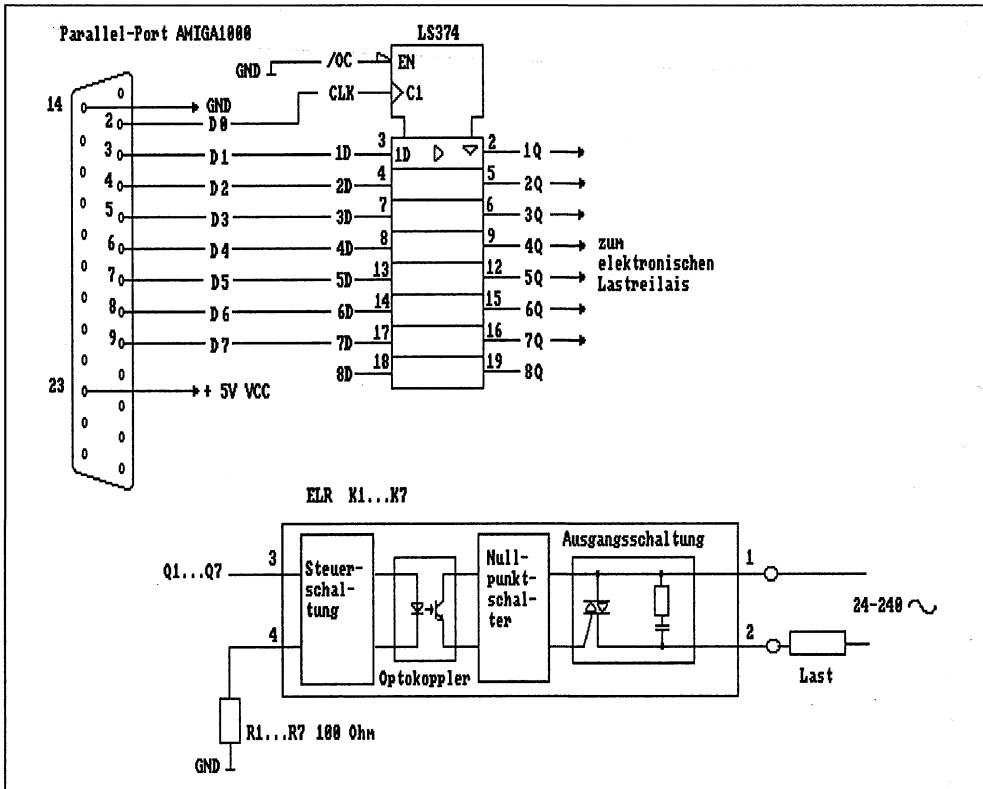 Parallel-Port AMIGA1000
LS374
GND
/OC
EN
CLK
C1
14
GND
2
D0
3
D1
1D
3
1D
2
1Q
4
D2
2D
4
5
2Q
5
D3
3D
7
6
3Q
6
D4
4D
8
9
4Q
zum
elektronischen
Lastreilais
7
D5
5D
13
12
5Q
8
D6
6D
14
15
6Q
9
D7
7D
17
16
7Q
8D
18
19
8Q
23
+ 5V VCC
ELR K1...K7
Q1...Q7
3
4
Steuer-
schal-
tung
Optokoppler
Null-
punkt-
schal-
ter
Ausgangsschaltung
1
2
24-240
Last
R1...R7 100 Ohm
GND